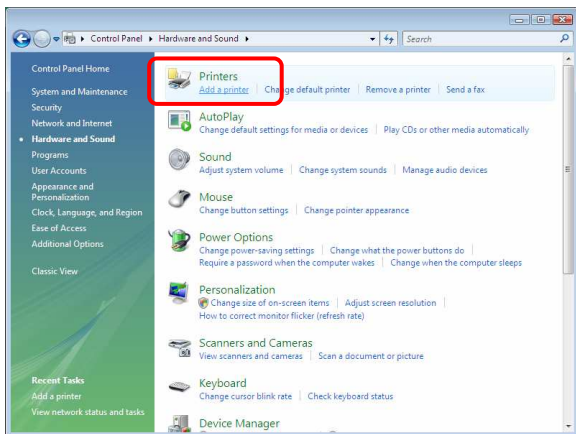 Control Panel Hardware and Sound Search
Control Panel Home
System and Maintenance
Security
Network and Internet
Hardware and Sound
Programs
User Accounts
Appearance and
Personalization
Clock, Language, and Region
Ease of Access
Additional Options
Classic View
Recent Tasks
Add a printer
View network status and tasks
Printers
Add a printer Change default printer Remove a printer Send a fax
AutoPlay
Change default settings for media or devices Play CDs or other media automatically
Sound
Adjust system volume Change system sounds Manage audio devices
Mouse
Change button settings Change pointer appearance
Power Options
Change power-saving settings Change what the power buttons do
Require a password when the computer wakes Change when the computer sleeps
Personalization
Change size of on-screen items Adjust screen resolution
How to correct monitor flicker (refresh rate)
Scanners and Cameras
View scanners and cameras Scan a document or picture
Keyboard
Change cursor blink rate Check keyboard status
Device Manager